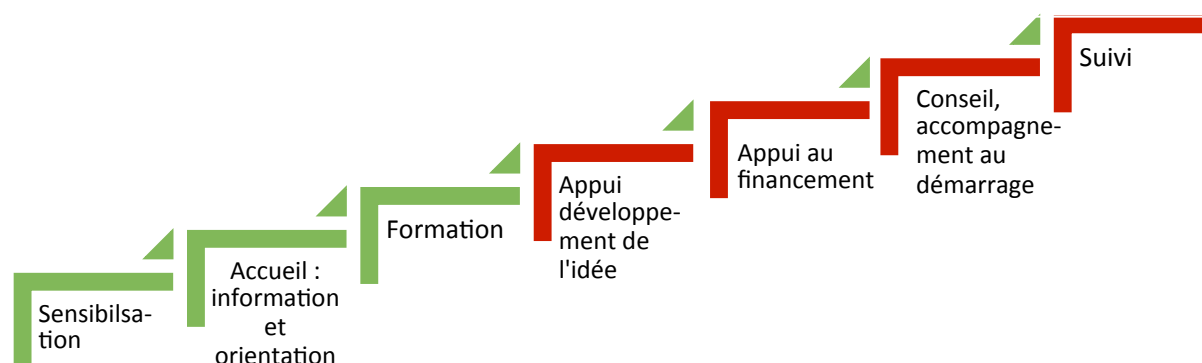 Sensibilsa-
tion
Accueil :
information
et
orientation
Formation
Appui
développe-
ment de
l'idée
Appui au
financement
Conseil,
accompagne-
ment au
démarrage
Suivi